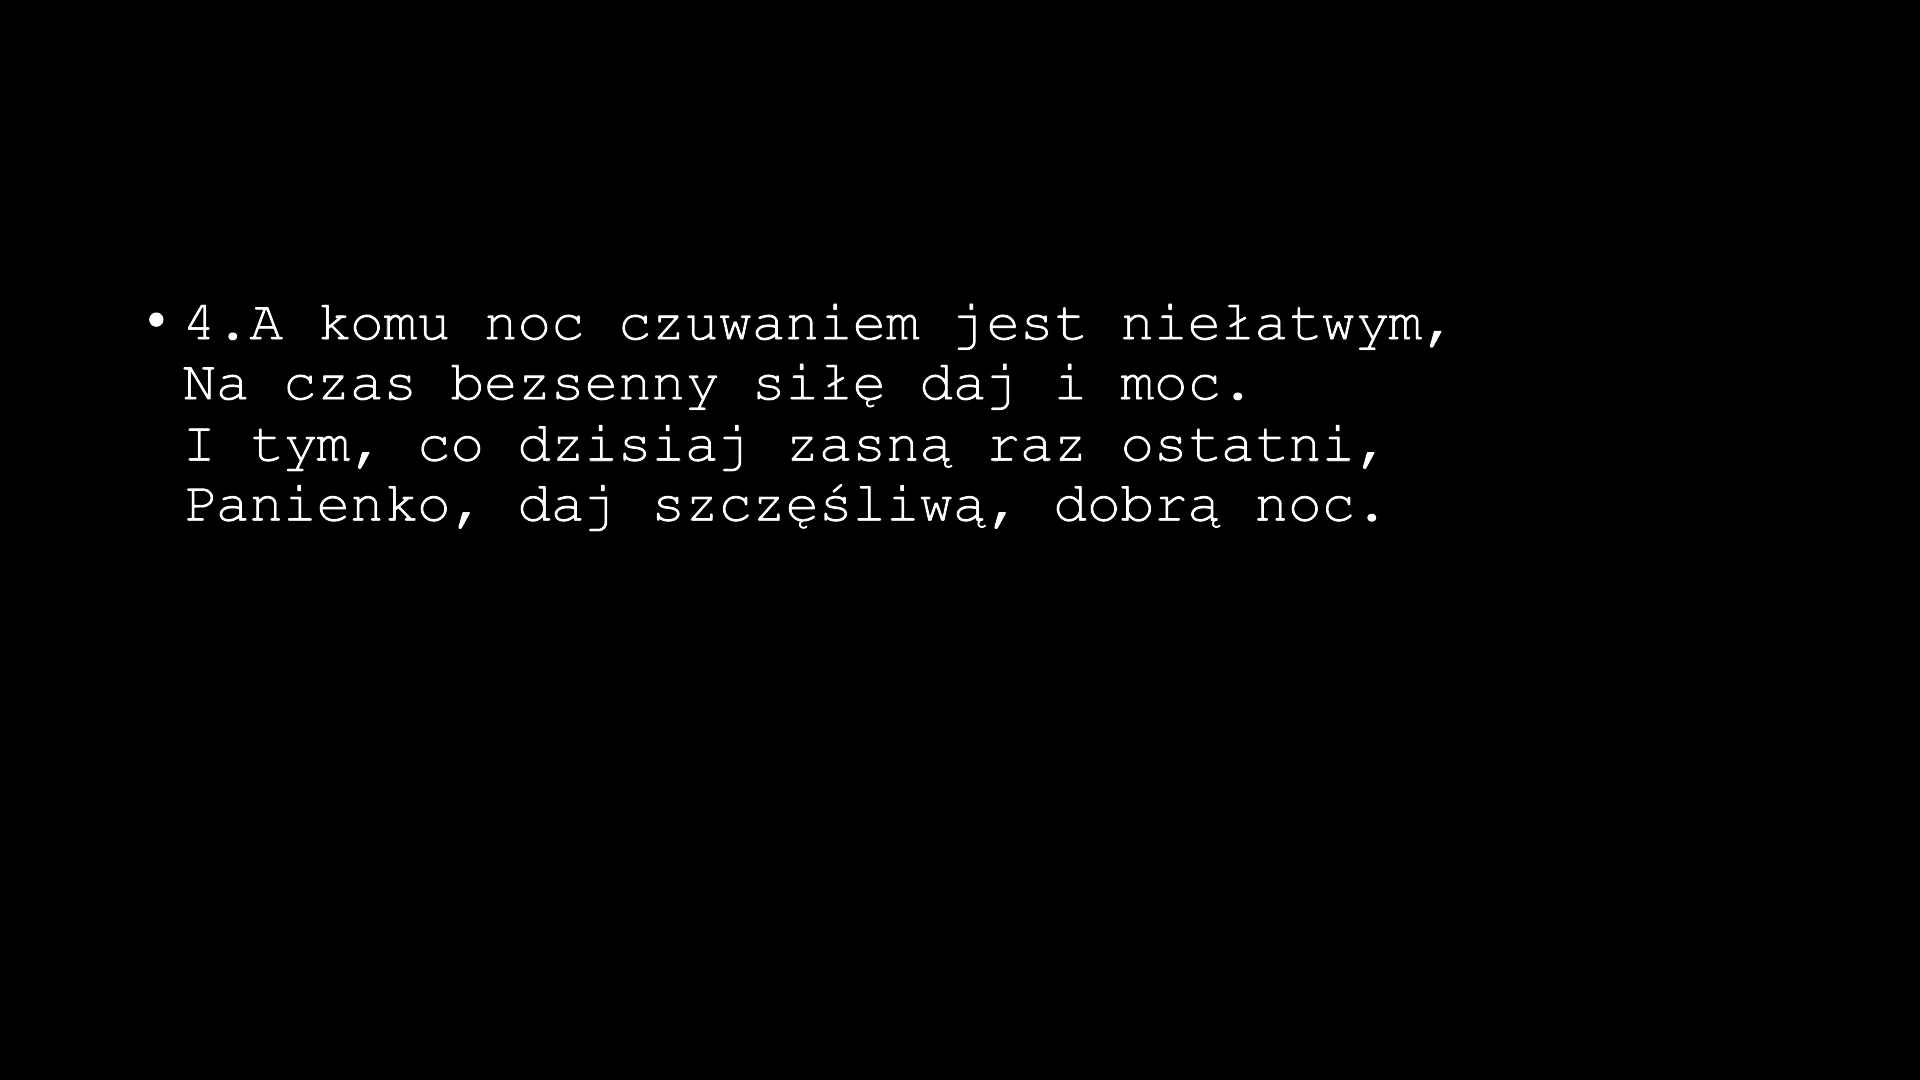 • 4.A komu noc czuwaniem jest niełatwym,
Na czas bezsenny siłę daj i moc.
I tym, co dzisiaj zasną raz ostatni,
Panienko, daj szczęśliwą, dobrą noc.